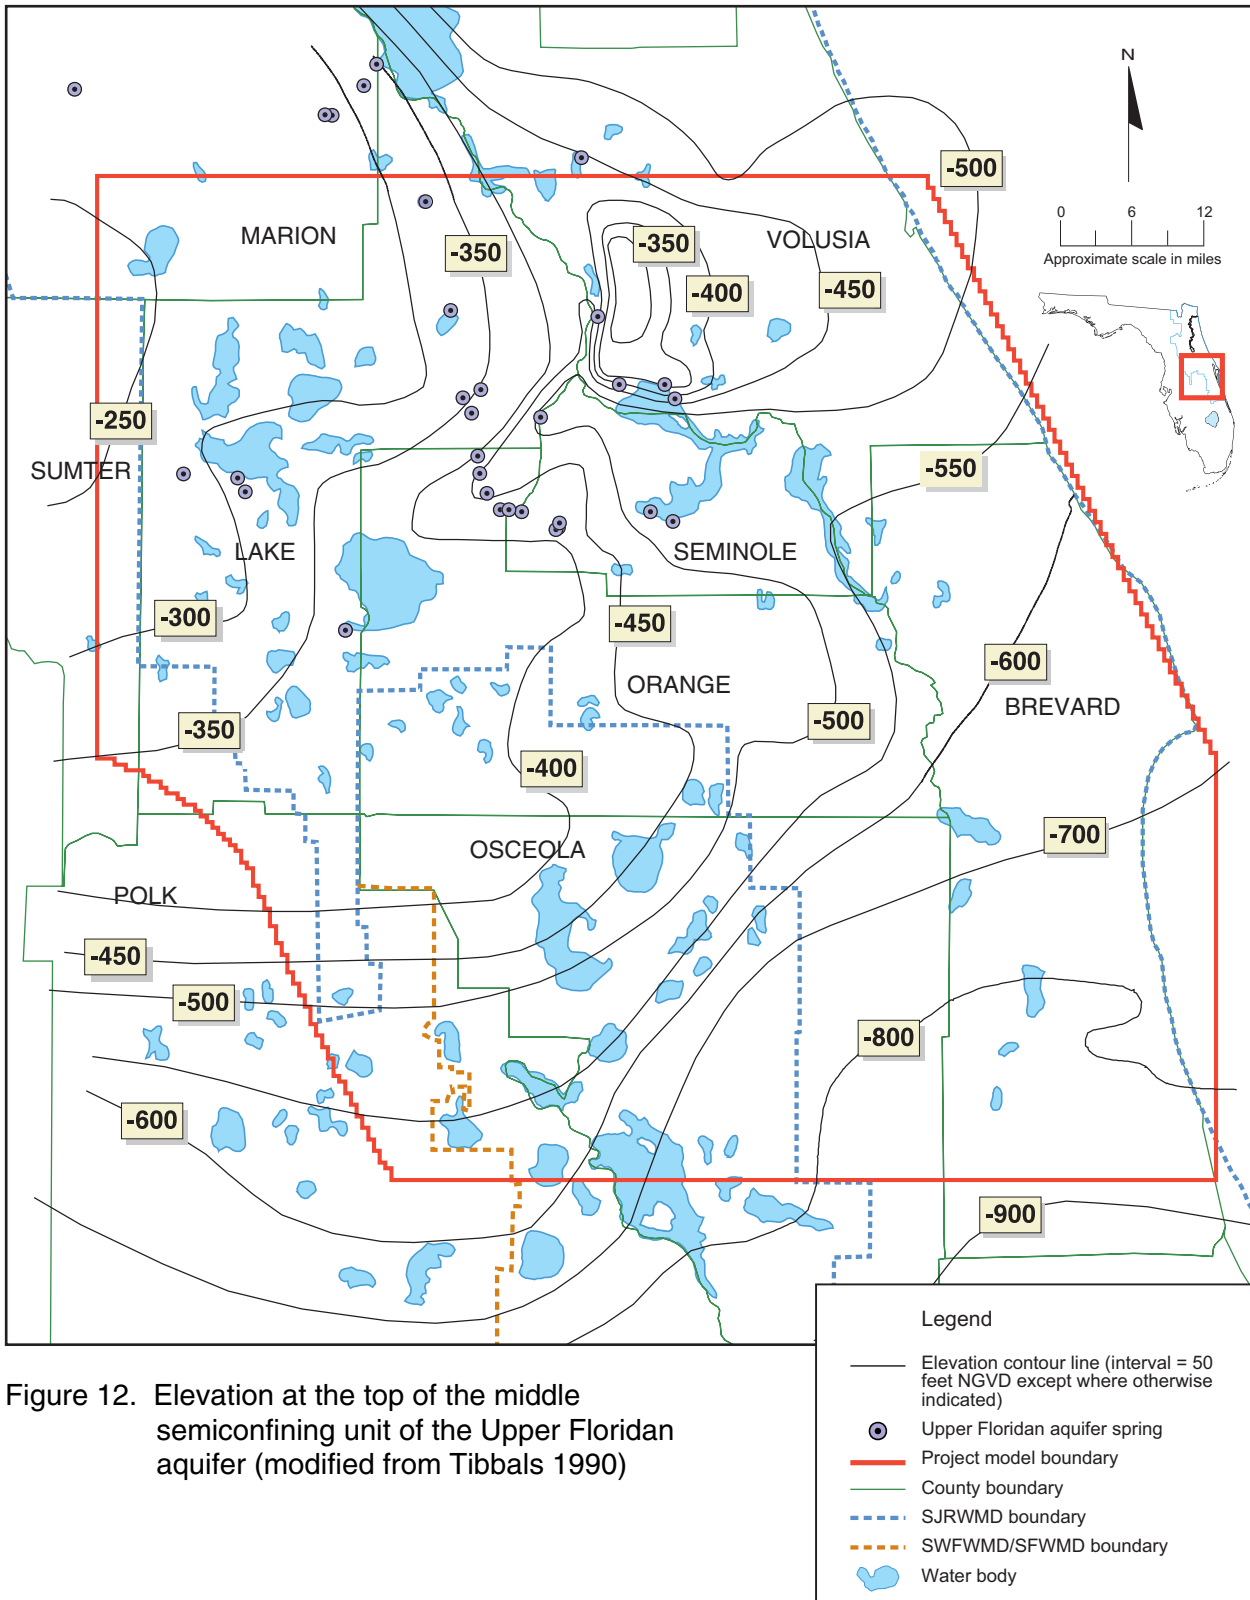 N
-500
0 6 12
Approximate scale in miles
MARION
-350
-350
VOLUSIA
-400
-450
-250
SUMTER
-550
LAKE
SEMINOLE
-300
-450
-600
ORANGE
BREVARD
-350
-500
-400
-700
OSCEOLA
POLK
-450
-500
-800
-600
-900
Legend
Elevation contour line (interval = 50
feet NGVD except where otherwise
indicated)
Upper Floridan aquifer spring
Project model boundary
County boundary
SJRWMD boundary
SWFWMD/SFWMD boundary
Water body
Figure 12. Elevation at the top of the middle
semiconfining unit of the Upper Floridan
aquifer (modified from Tibbals 1990)